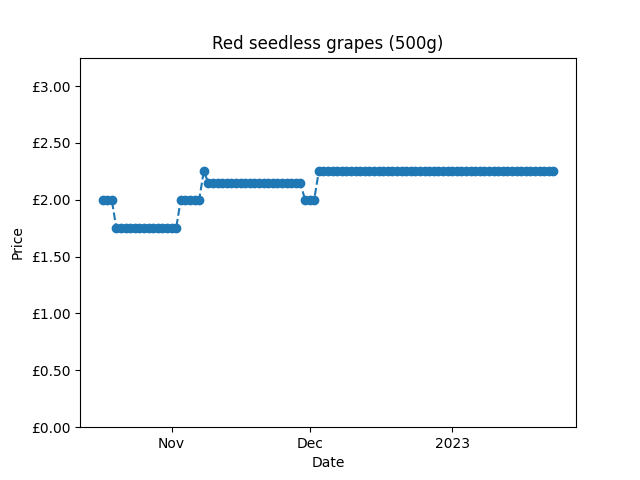 Red seedless grapes (500g)
£3.00
£2.50
£2.00
£1.50
£1.00
£0.50
£0.00
Price
Nov
Dec
2023
Date